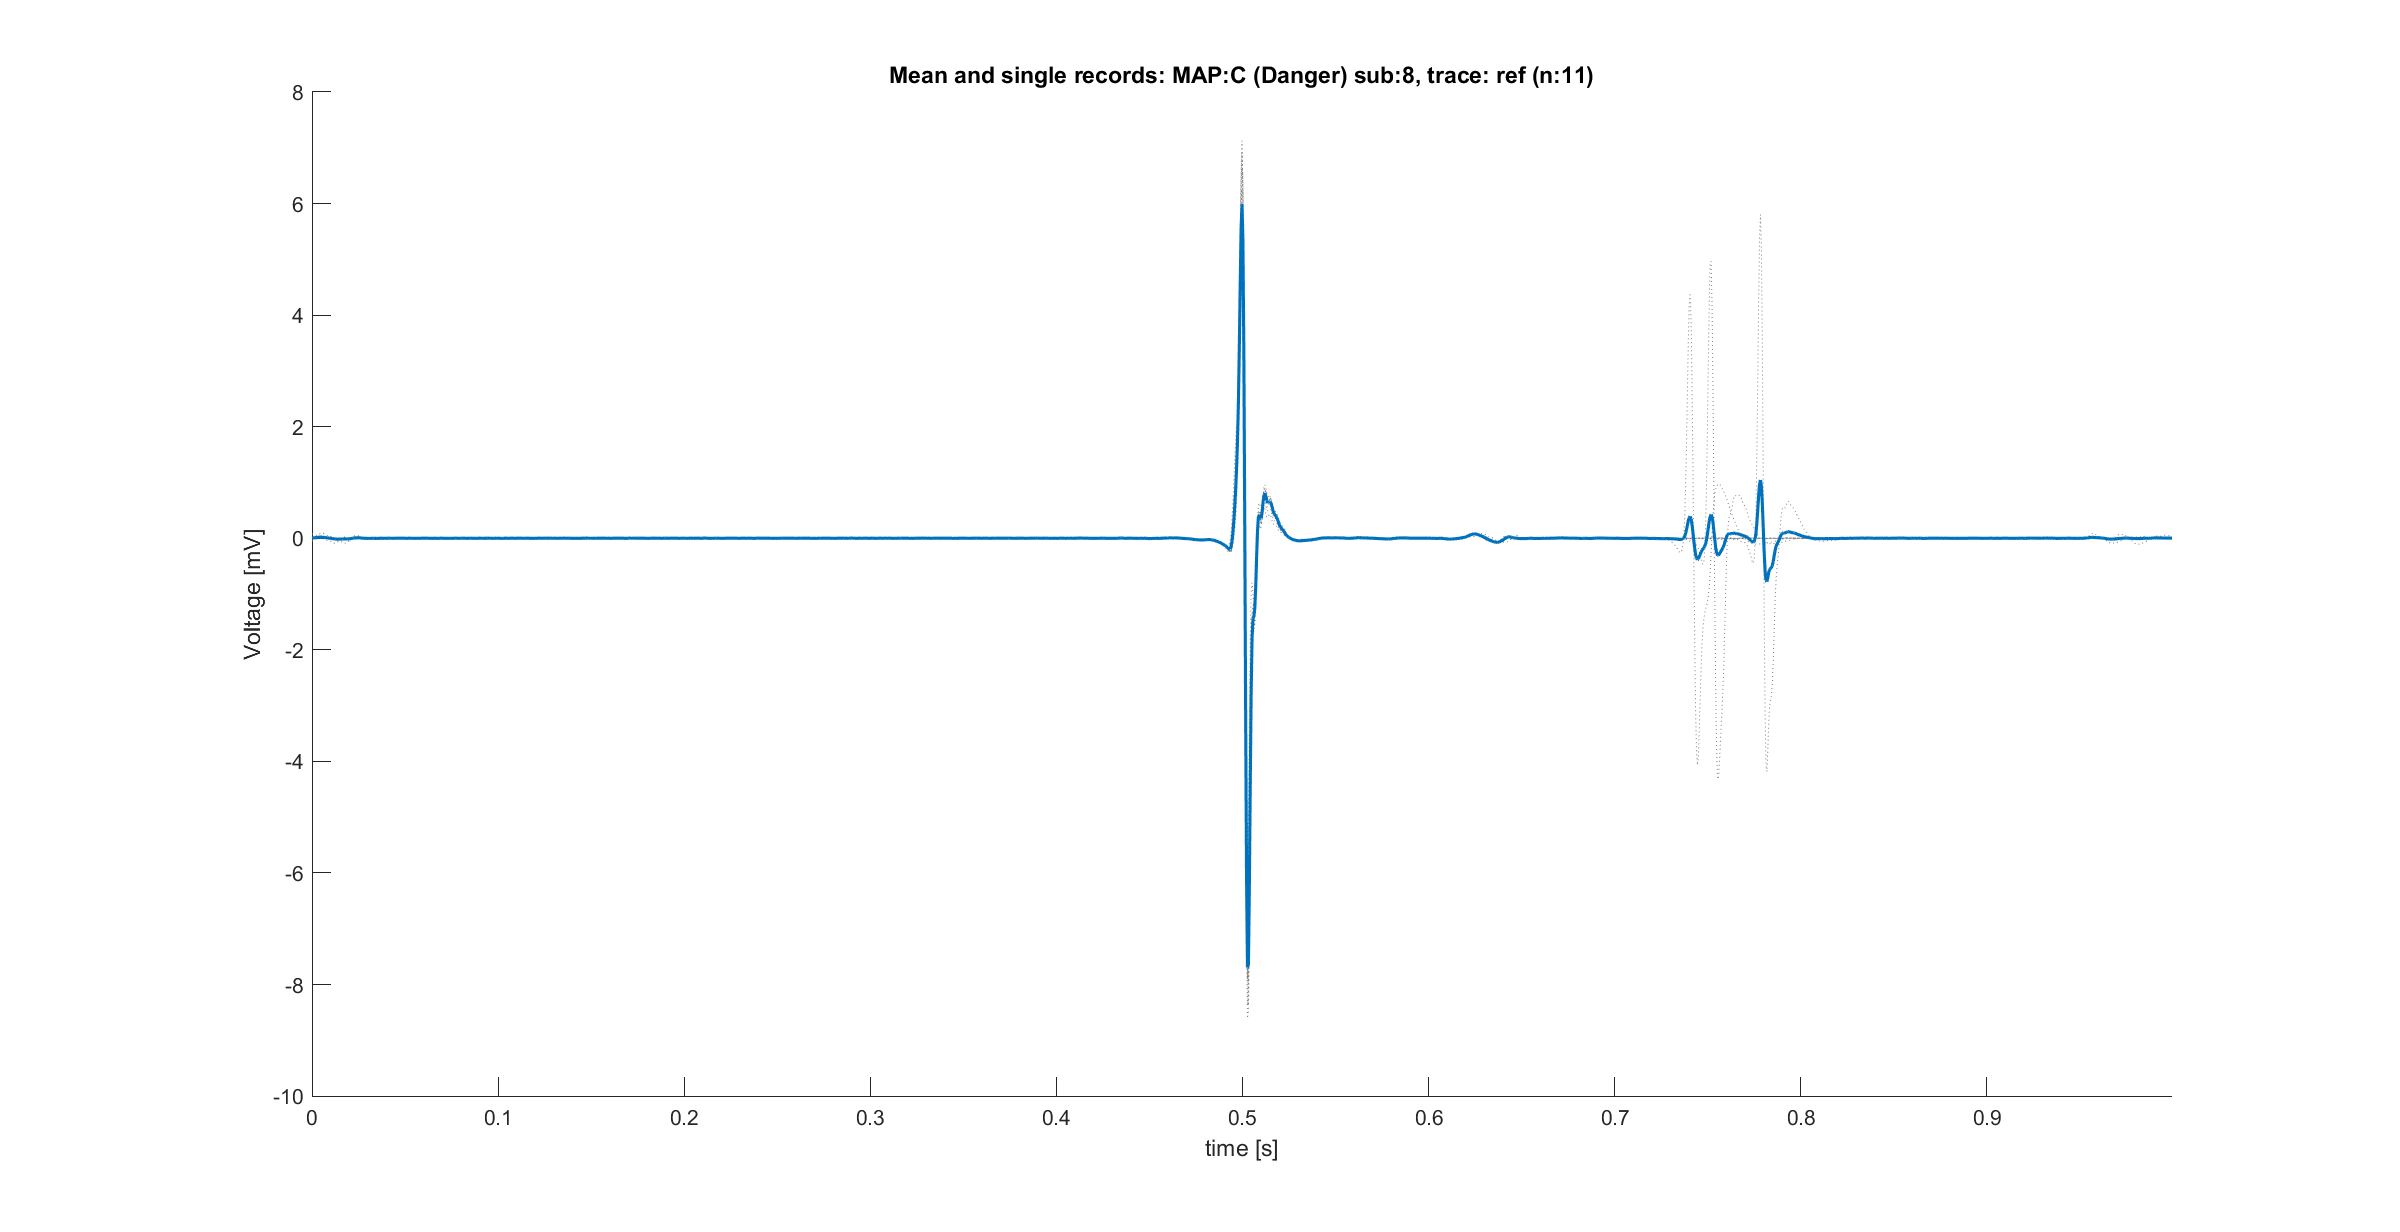 Mean and single records: MAP:C (Danger) sub:8, trace: ref (n:11)
8
6
4
2
0
-2
-4
-6
-8
-10
Voltage [mV]
0 0.1 0.2 0.3 0.4 0.5 0.6 0.7 0.8 0.9
time [s]